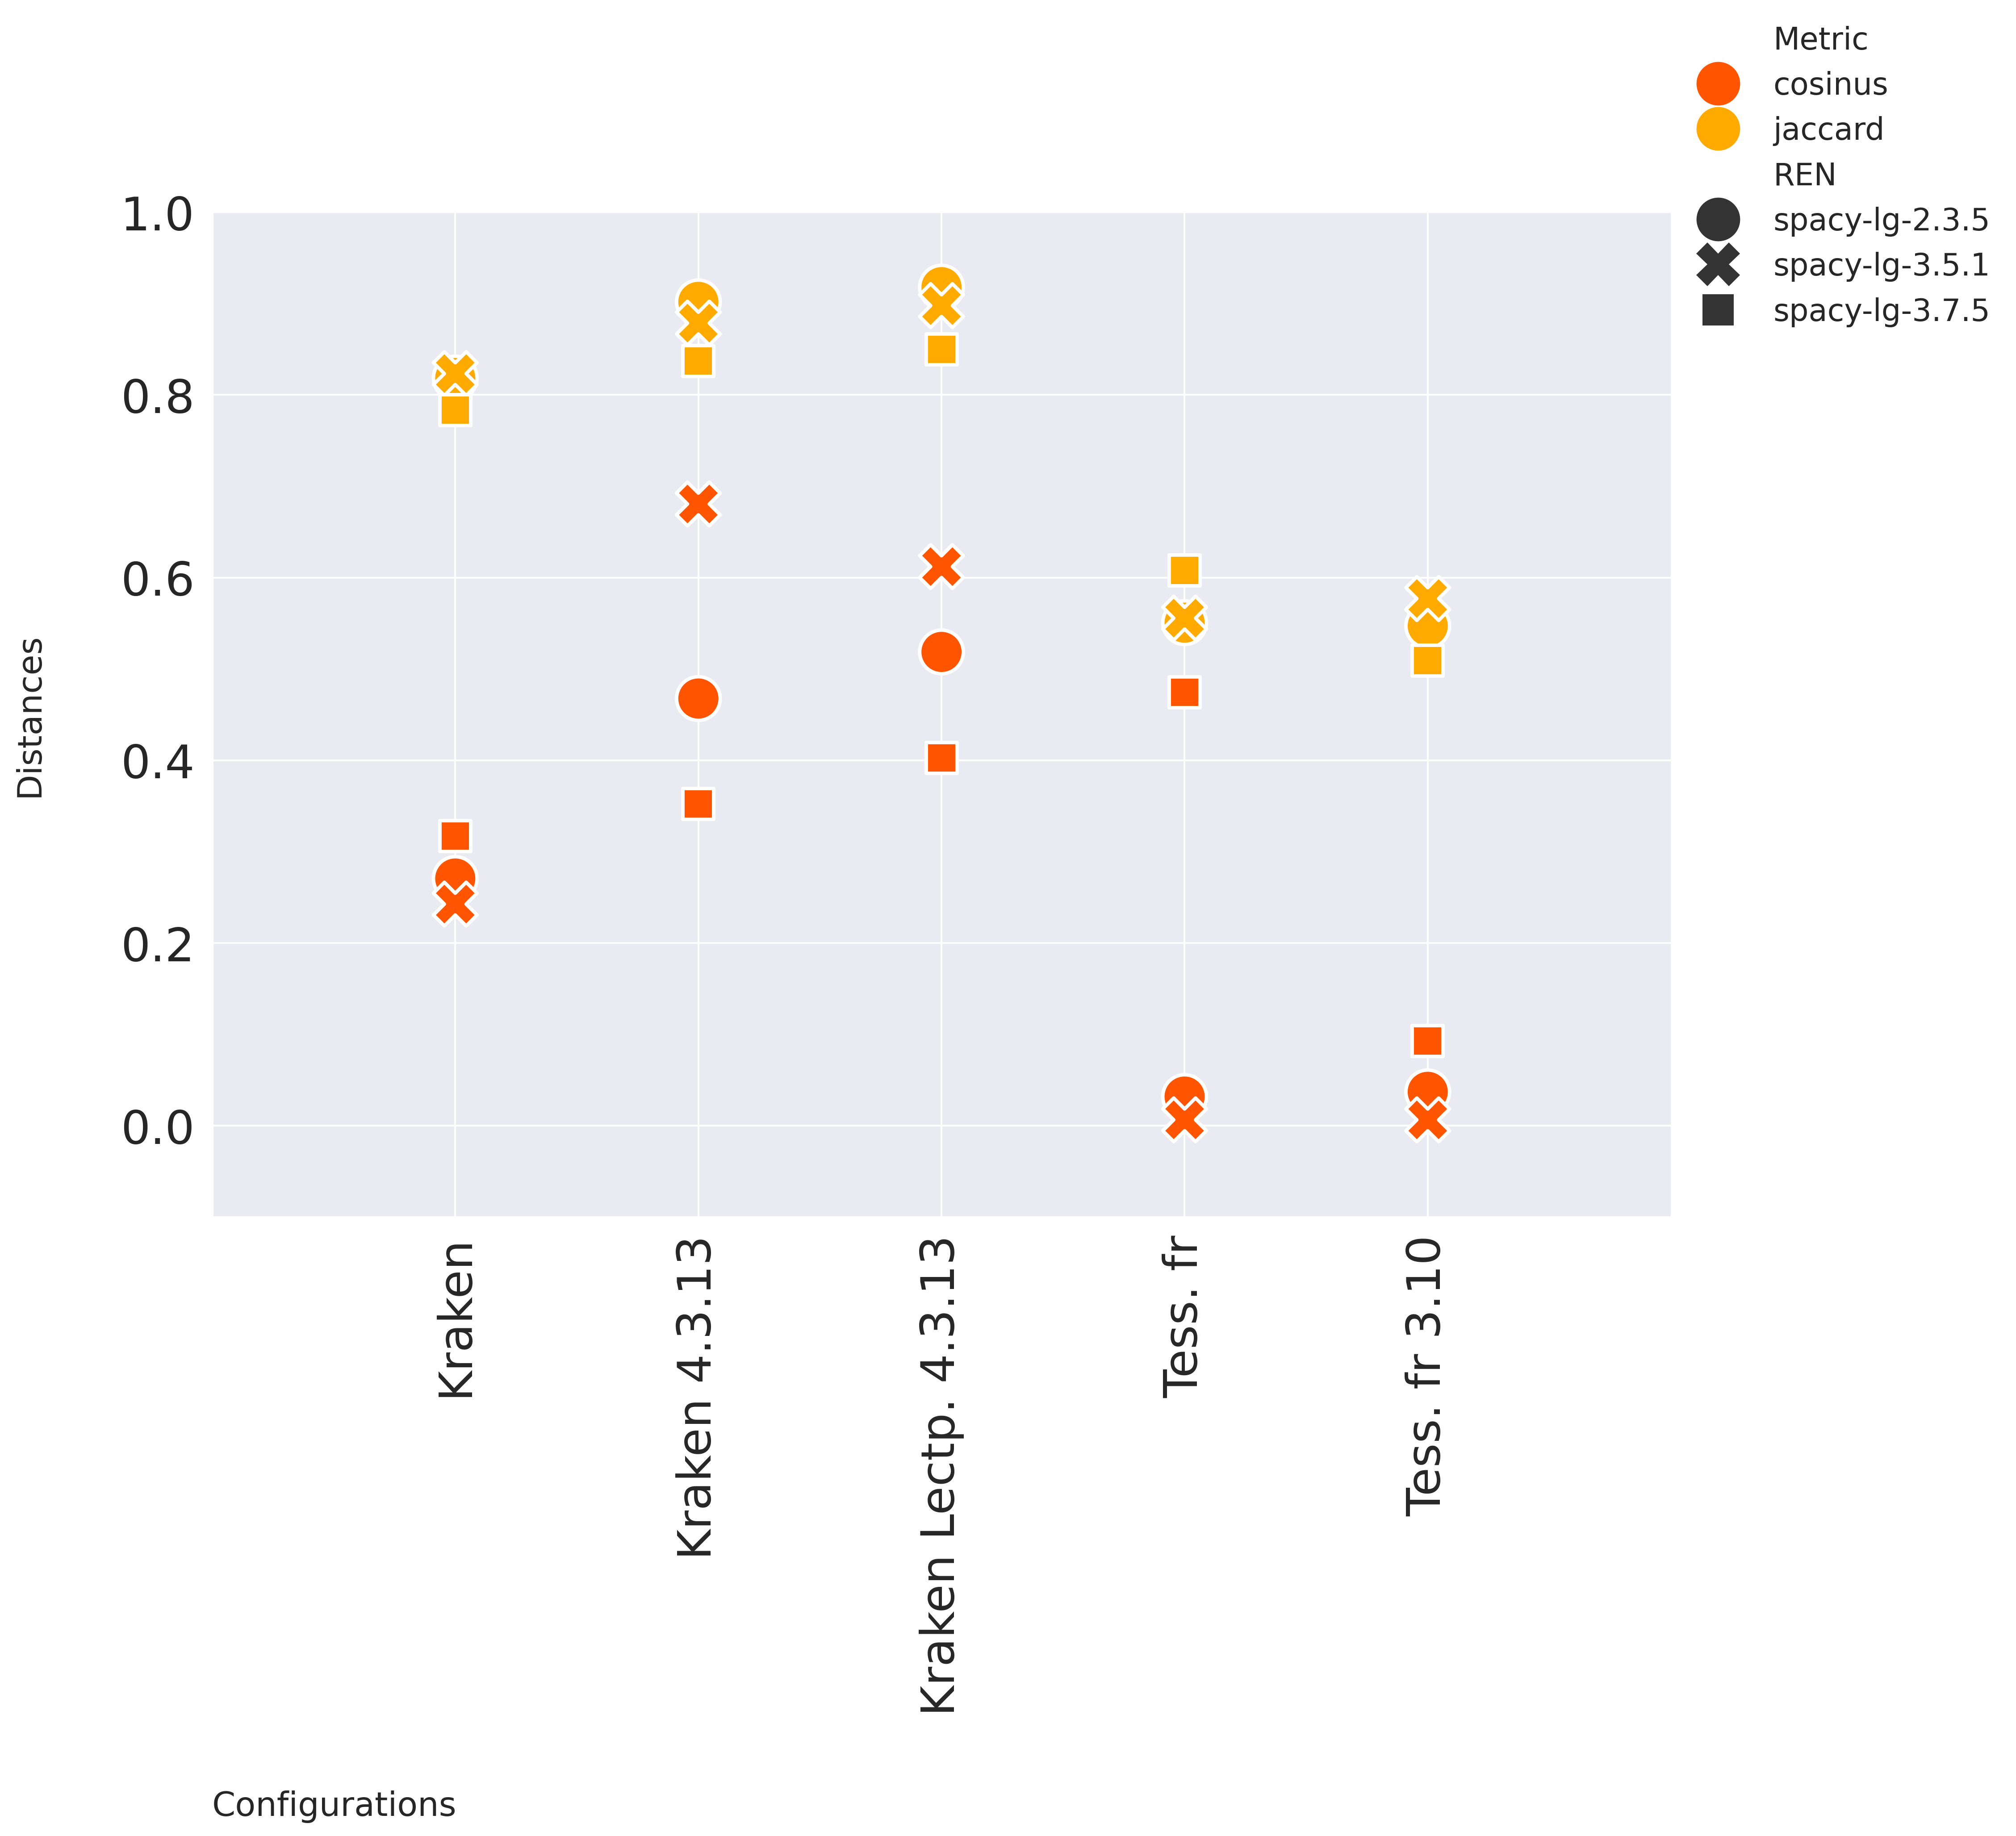 Metric
cosinus
jaccard
REN
spacy-lg-2.3.5
spacy-lg-3.5.1
spacy-lg-3.7.5
1.0
0.8
0.6
0.4
0.2
0.0
Distances
Kraken
Kraken 4.3.13
Kraken Lectp. 4.3.13
Tess. fr
Tess. fr 3.10
Configurations